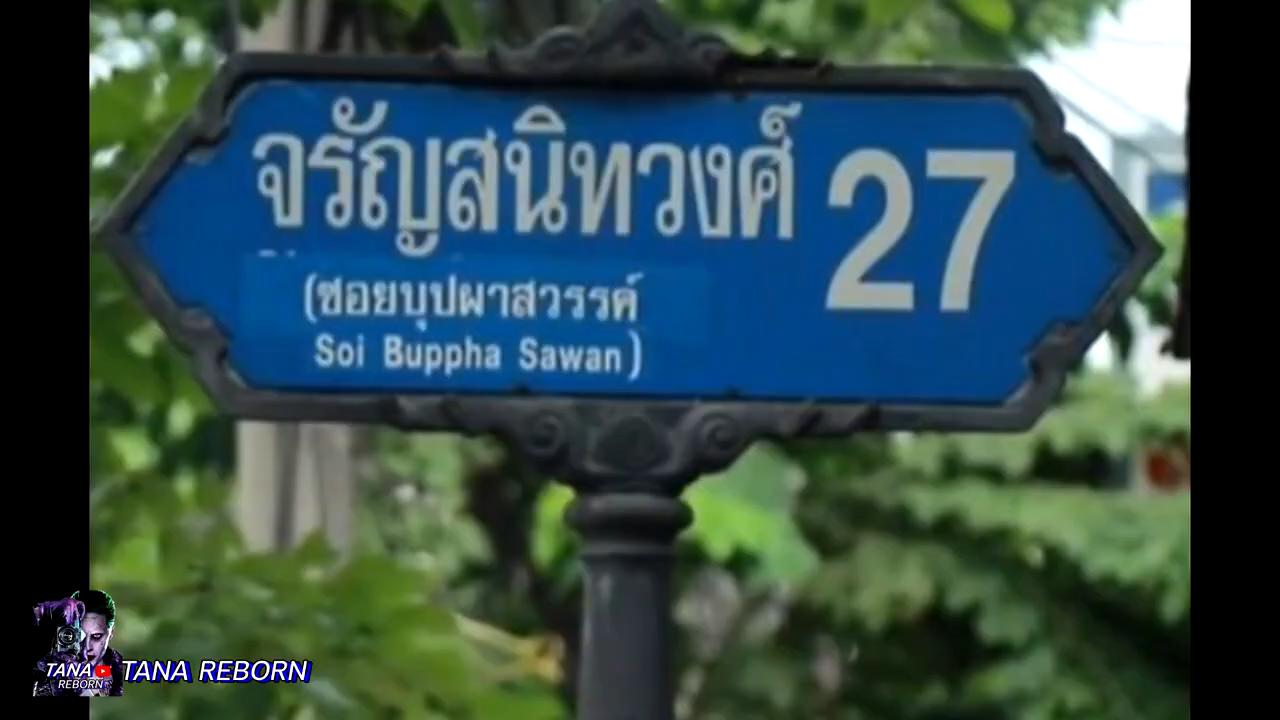 จรัญสนิทวงศ์ 27
(ซอยบุปผาสวรรค์
Soi Buppha Sawan)
TANA
REBORN
TANA REBORN